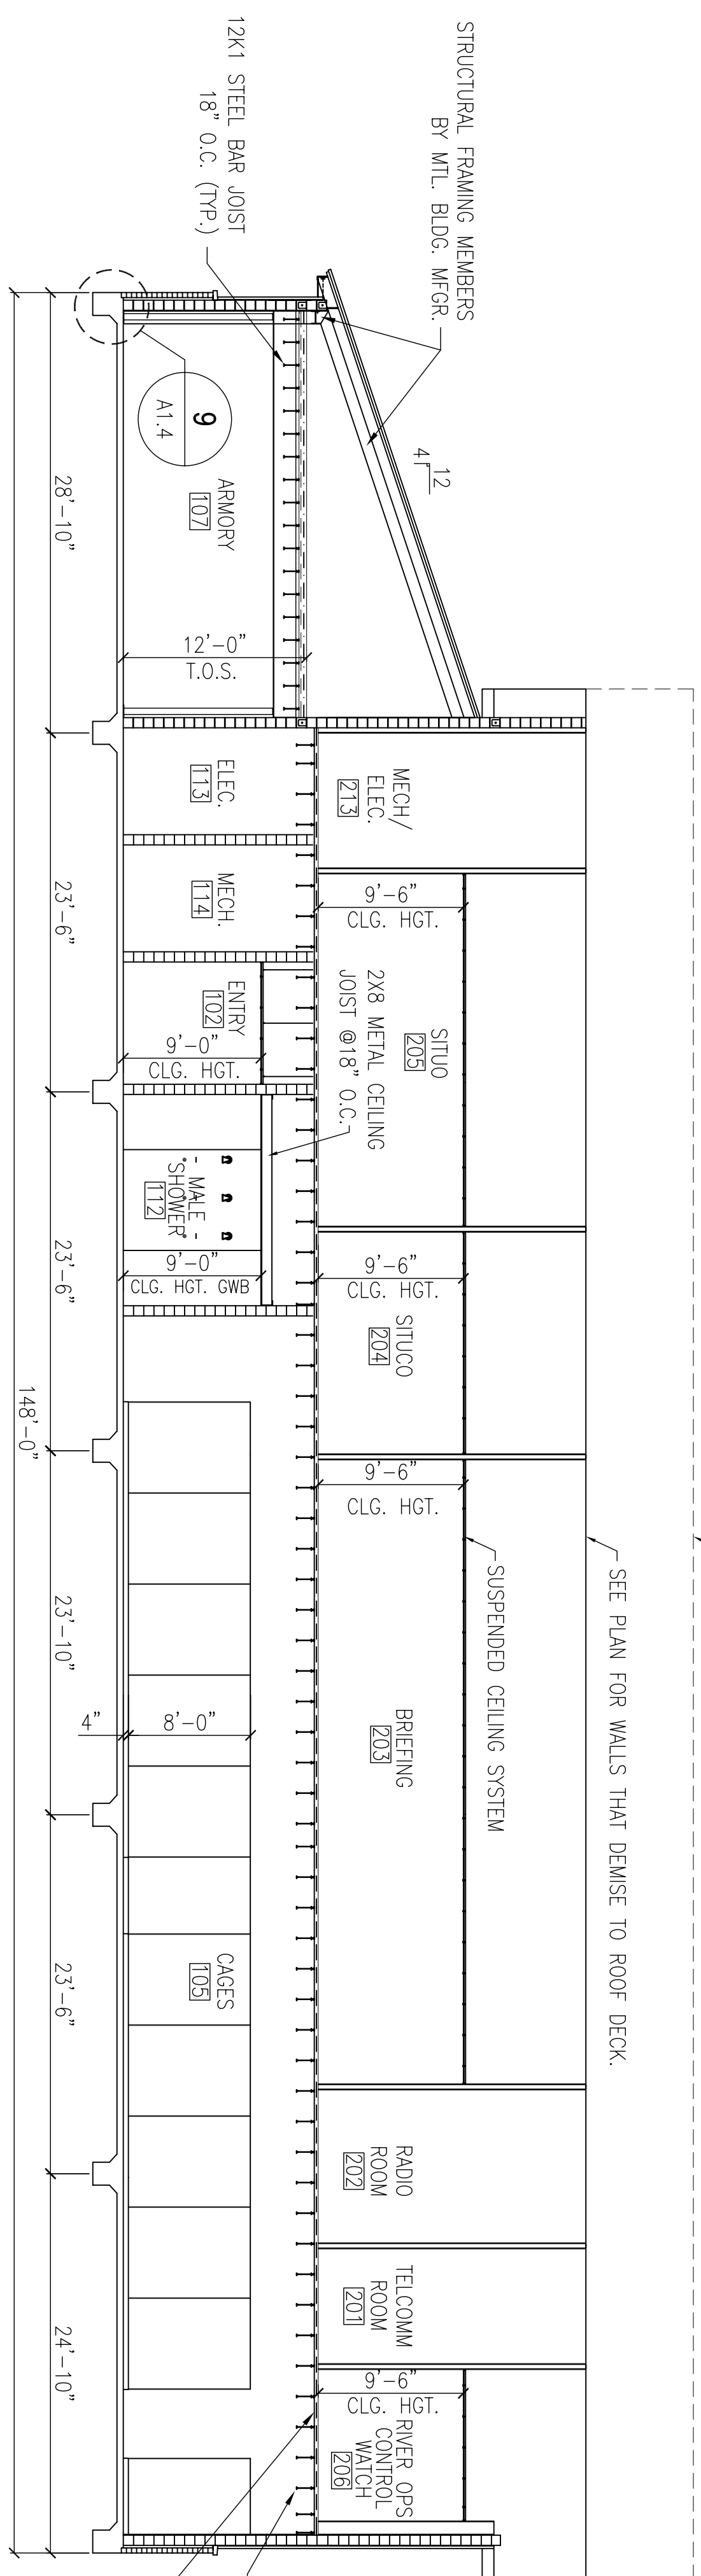 STRUCTURAL FRAMING MEMBERS
BY MTL. BLDG. MFGR.
12K1 STEEL BAR JOIST
18" O.C. (TYP.)
12
4
SEE PLAN FOR WALLS THAT DEMISE TO ROOF DECK.
SUSPENDED CEILING SYSTEM
MECH/
ELEC.
213
9'-6"
CLG. HGT.
SITUO
205
2X8 METAL CEILING
JOIST @18" O.C.
9'-6"
CLG. HGT.
SITUCO
204
9'-6"
CLG. HGT.
BRIEFING
203
RADIO
ROOM
202
TELCOMM
ROOM
201
9'-6"
CLG. HGT.
RIVER OPS
CONTROL
WATCH
206
9
A1.4
ARMORY
107
12'-0"
T.O.S.
ELEC.
113
MECH.
114
ENTRY
102
9'-0"
CLG. HGT.
- MALE -
SHOWER
112
9'-0"
CLG. HGT. GWB
4"
8'-0"
CAGES
105
28'-10"
23'-6"
23'-6"
23'-10"
23'-6"
24'-10"
148'-0"